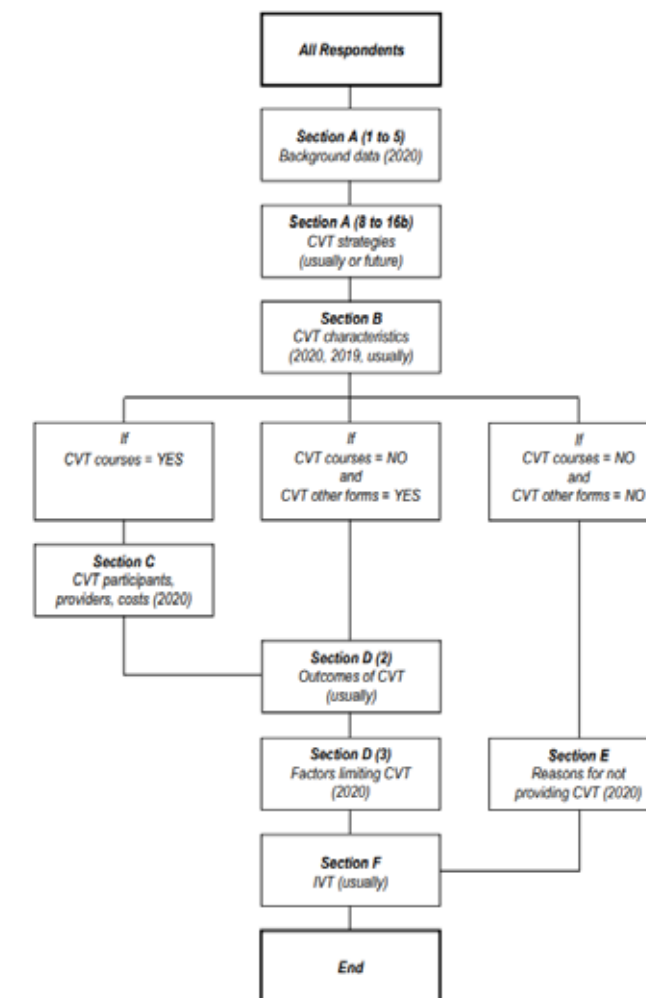 All Respondents
Section A (1 to 5)
Background data (2020)
Section A (8 to 16b)
CVT strategies
(usually or future)
Section B
CVT characteristics
(2020, 2019, usually)
If
CVT courses = YES
If
CVT courses = NO
and
CVT other forms = YES
If
CVT courses = NO
and
CVT other forms = NO
Section C
CVT participants,
providers, costs (2020)
Section D (2)
Outcomes of CVT
(usually)
Section D (3)
Factors limiting CVT
(2020)
Section E
Reasons for not
providing CVT (2020)
Section F
IVT (usually)
End